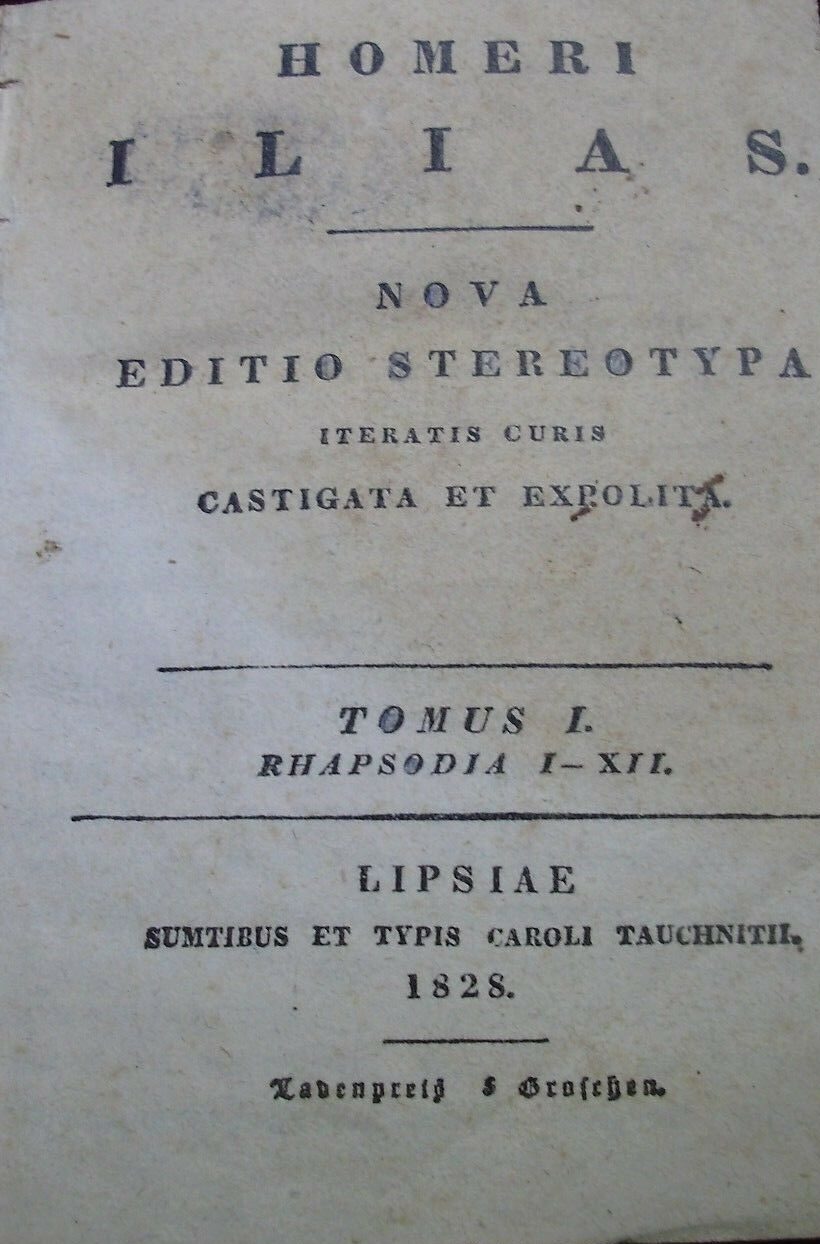 HOMERI
ILIAS.
NOVA
EDITIO STEREOTYPA
ITERATIS CURIS
CASTIGATA ET EXPOLITA.
TOMUS I.
RHAPSODIA I–XII.
LIPSIAE
SUMTIBUS ET TYPIS CAROLI TAUCHNITII.
1828.
Ladenpreiß Groschen.